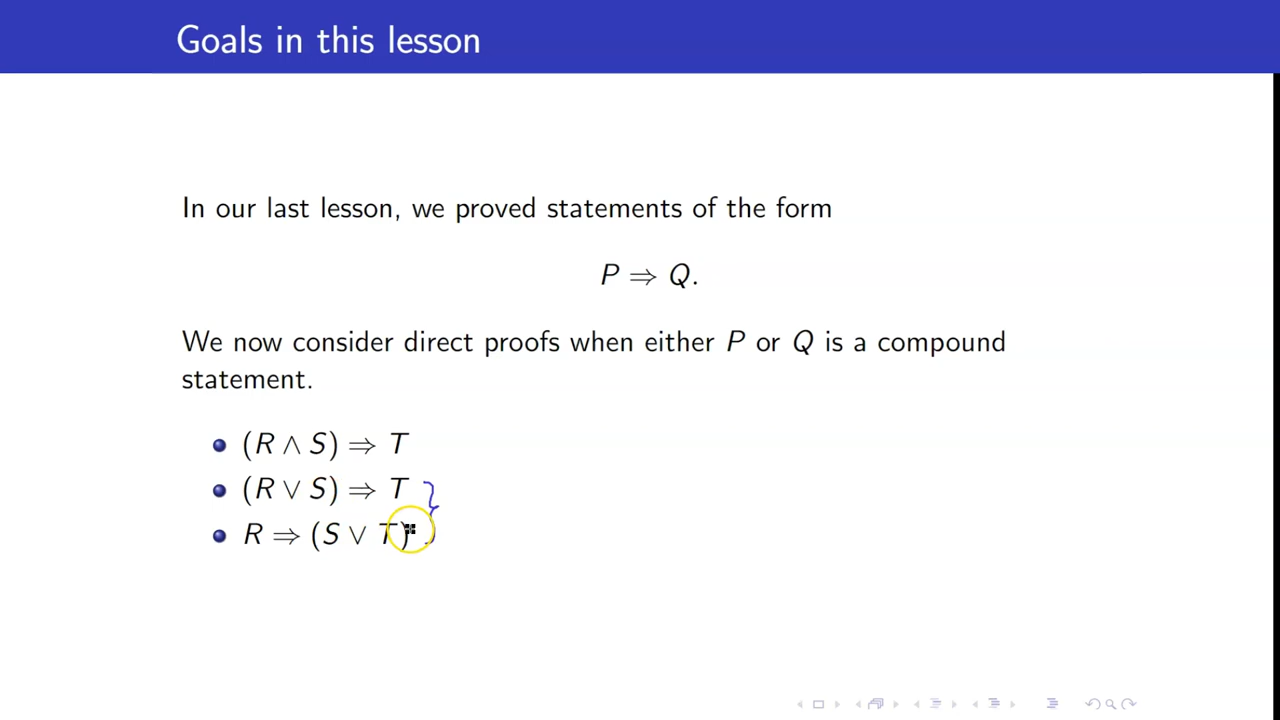 Goals in this lesson
In our last lesson, we proved statements of the form
P ⇒ Q.
We now consider direct proofs when either P or Q is a compound
statement.
(R ∧ S) ⇒ T
(R ∨ S) ⇒ T
R ⇒ (S ∨ T)